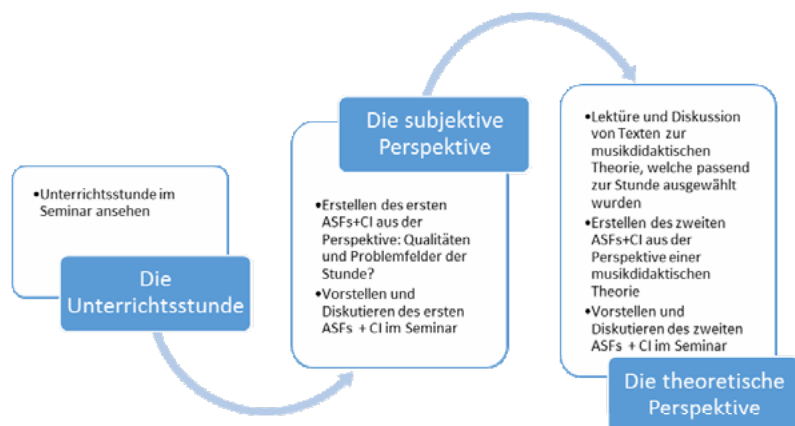 •Unterrichtsstunde im
Seminar ansehen
Die
Unterrichtsstunde
Die subjektive
Perspektive
•Erstellen des ersten
ASFs+CI aus der
Perspektive: Qualitäten
und Problemfelder der
Stunde?
•Vorstellen und
Diskutieren des ersten
ASFs + CI im Seminar
•Lektüre und Diskussion
von Texten zur
musikdidaktischen
Theorie, welche passend
zur Stunde ausgewählt
wurden
•Erstellen des zweiten
ASFs+CI aus der
Perspektive einer
musikdidaktischen
Theorie
•Vorstellen und
Diskutieren des zweiten
ASFs + CI im Seminar
Die theoretische
Perspektive